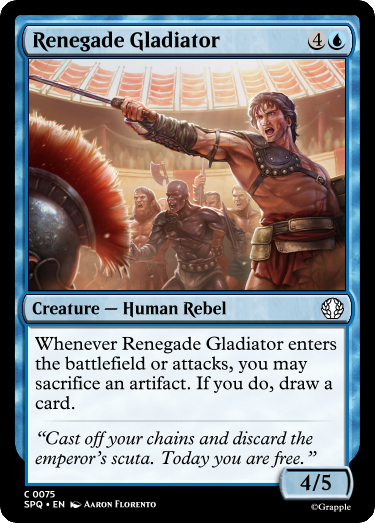 Renegade Gladiator 4
Creature — Human Rebel
Whenever Renegade Gladiator enters
the battlefield or attacks, you may
sacrifice an artifact. If you do, draw a
card.
“Cast off your chains and discard the
emperor’s scuta. Today you are free.”
4/5
C 0075
SPQ • EN Aaron Florento
©Grapple